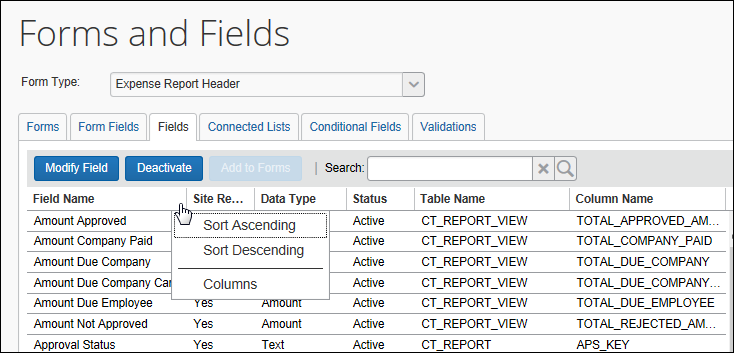 Forms and Fields
Form Type: Expense Report Header
Forms Form Fields Fields Connected Lists Conditional Fields Validations
Modify Field Deactivate Add to Forms | Search:
Field Name Site Re... Data Type Status Table Name Column Name
Amount Approved Active CT_REPORT_VIEW TOTAL_APPROVED_AM...
Sort Ascending
Amount Company Paid Active CT_REPORT_VIEW TOTAL_COMPANY_PAID
Sort Descending
Amount Due Company Active CT_REPORT_VIEW TOTAL_DUE_COMPANY
Amount Due Company Car Active CT_REPORT_VIEW TOTAL_DUE_COMPANY...
Columns
Amount Due Employee Yes Amount Active CT_REPORT_VIEW TOTAL_DUE_EMPLOYEE
Amount Not Approved Yes Amount Active CT_REPORT_VIEW TOTAL_REJECTED_AM...
Approval Status Yes Text Active CT_REPORT APS_KEY